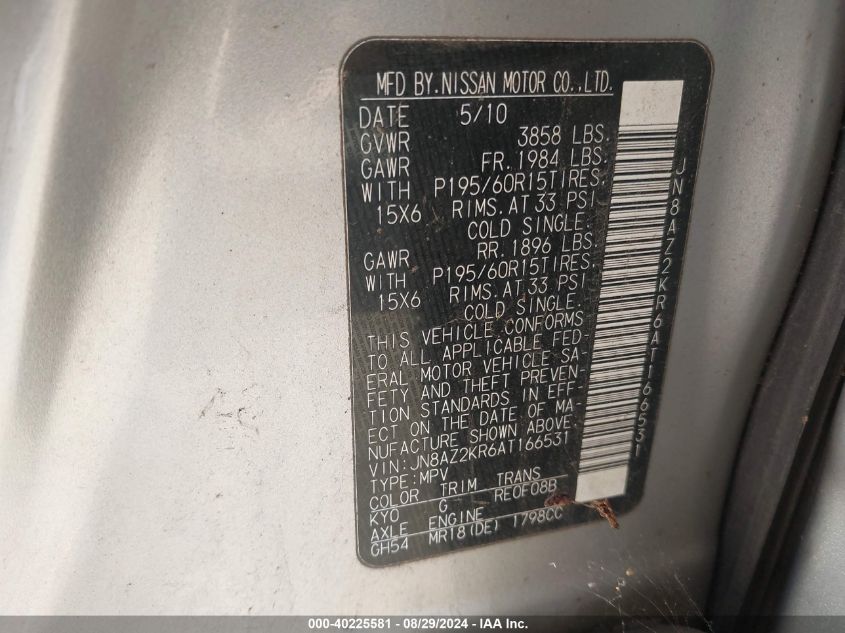 MFD BY.NISSAN MOTOR CO.,LTD.
DATE 5/10
GVWR 3858 LBS.
GAWR FR. 1984 LBS.
WITH P195/60R15TIRES.
15X6 RIMS.AT 33 PSI
COLD SINGLE.
GAWR RR. 1896 LBS.
WITH P195/60R15TIRES.
15X6 RIMS.AT 33 PSI
COLD SINGLE.
THIS VEHICLE CONFORMS
TO ALL APPLICABLE FED-
ERAL MOTOR VEHICLE SA-
FETY AND THEFT PREVEN-
TION STANDARDS IN EFF-
ECT ON THE DATE OF MA-
NUFACTURE SHOWN ABOVE.
VIN:JN8AZ2KR6AT166531
TYPE:MPV
COLOR TRIM TRANS
KY0 G RE0F08B
AXLE ENGINE
GH54 MR18(DE) 1798CC
JN8AZ2KR6AT166531
000-40225581 - 08/29/2024 - IAAI Inc.